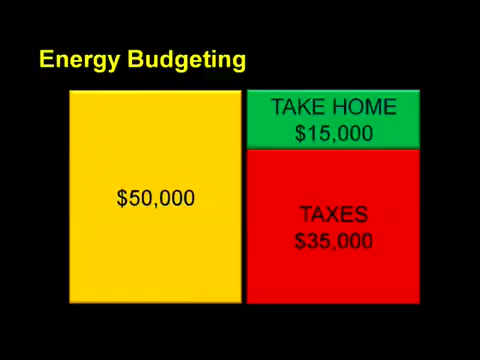 Energy Budgeting
$50,000
TAKE HOME
$15,000
TAXES
$35,000